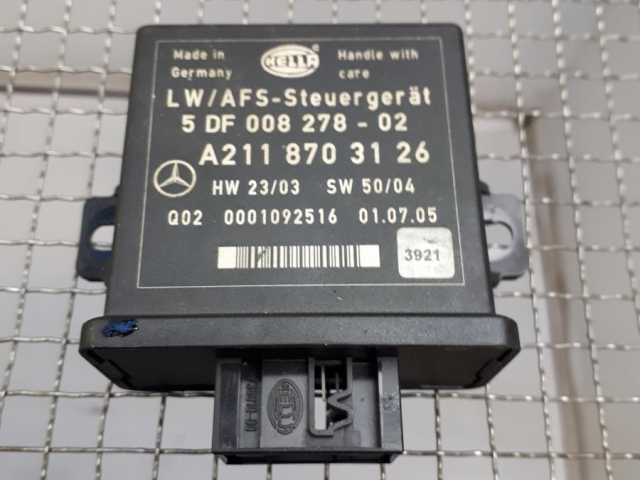 Made in
Germany
HELLA
®
Handle with
care
LW/AFS-Steuergerät
5 DF 008 278 - 02
A211 870 31 26
HW 23/03 SW 50/04
Q02 0001092516 01.07.05
3921
HELLA